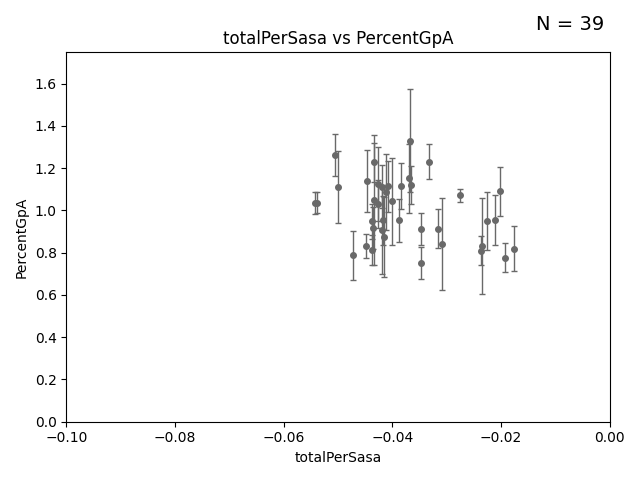 N = 39
totalPerSasa vs PercentGpA
PercentGpA
1.6
1.4
1.2
1.0
0.8
0.6
0.4
0.2
0.0
−0.10 −0.08 −0.06 −0.04 −0.02 0.00
totalPerSasa